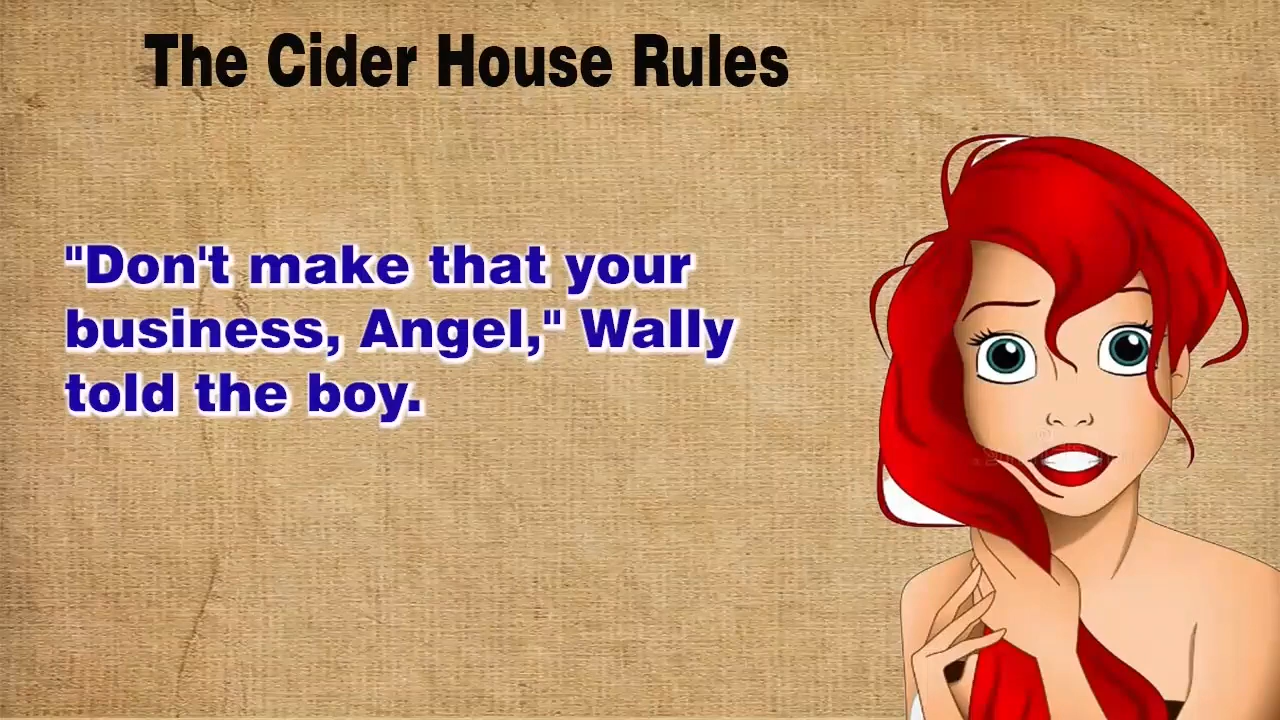 The Cider House Rules
"Don't make that your
business, Angel," Wally
told the boy.